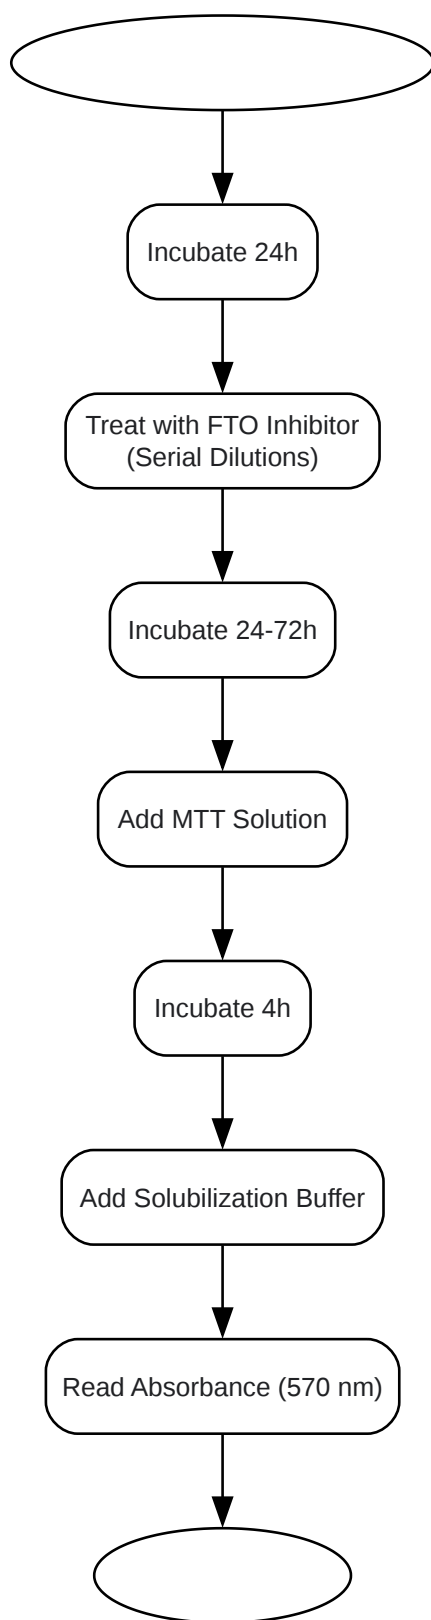 Incubate 24h
Treat with FTO Inhibitor
(Serial Dilutions)
Incubate 24-72h
Add MTT Solution
Incubate 4h
Add Solubilization Buffer
Read Absorbance (570 nm)